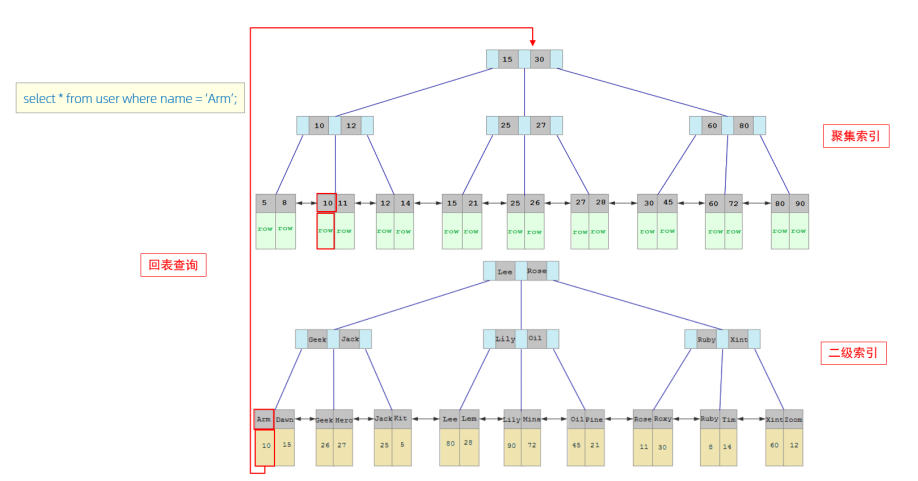 15 30
select * from user where name = 'Arm';
10 12
25 27
60 80
聚集索引
5 8 10 11 12 14 15 21 25 26 27 28 30 45 60 72 80 90
row row row row row row row row row row row row row row row row row row
回表查询
Lee Rose
Geek Jack
Lily Oil
Ruby Xint
二级索引
Arm Dawn Geek Hero Jack Kit Lee Lem Lily Mina Oil Pine Rose Roxy Ruby Tim Xint Zoom
10 15 26 27 25 5 80 28 90 72 45 21 11 30 8 14 60 12